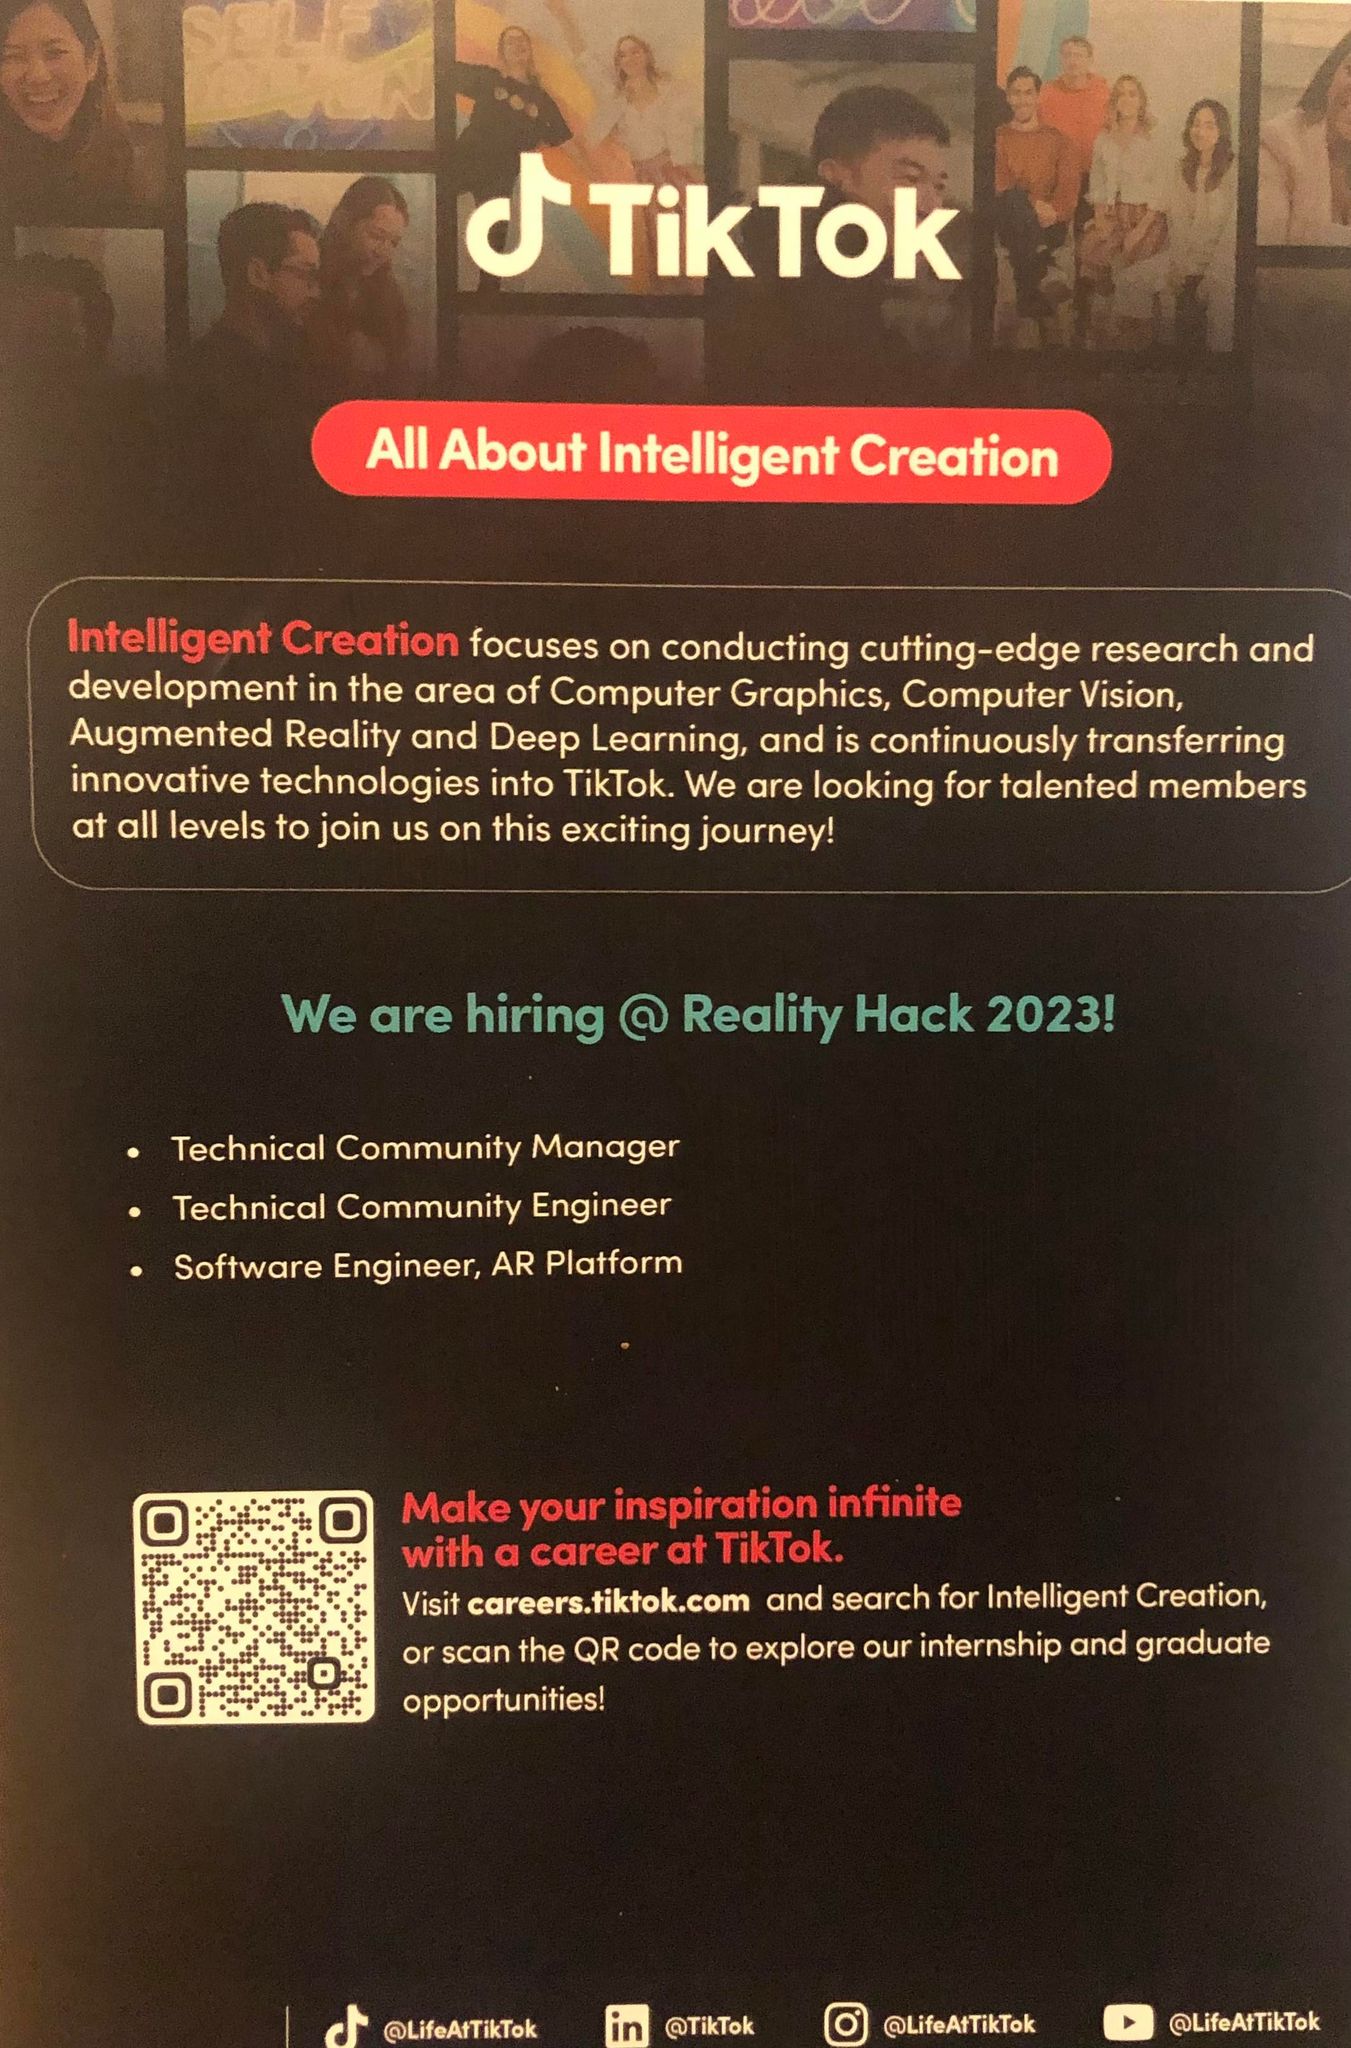 SELF
TikTok
All About Intelligent Creation
Intelligent Creation focuses on conducting cutting-edge research and
development in the area of Computer Graphics, Computer Vision,
Augmented Reality and Deep Learning, and is continuously transferring
innovative technologies into TikTok. We are looking for talented members
at all levels to join us on this exciting journey!
We are hiring @ Reality Hack 2023!
• Technical Community Manager
• Technical Community Engineer
• Software Engineer, AR Platform
Make your inspiration infinite
with a career at TikTok.
Visit careers.tiktok.com and search for Intelligent Creation,
or scan the QR code to explore our internship and graduate
opportunities!
@LifeAtTikTok in @TikTok @LifeAtTikTok @LifeAtTikTok